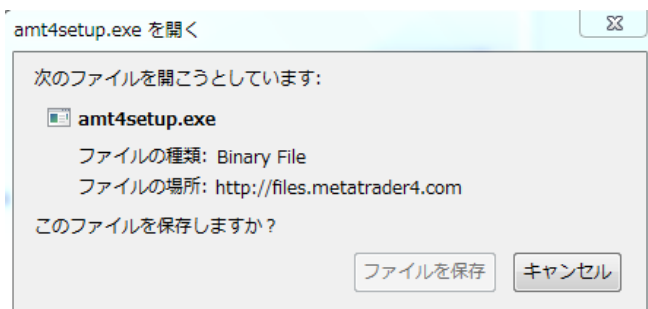 amt4setup.exe を開く
次のファイルを開こうとしています:
amt4setup.exe
ファイルの種類: Binary File
ファイルの場所: http://files.metatrader4.com
このファイルを保存しますか？
ファイルを保存 キャンセル